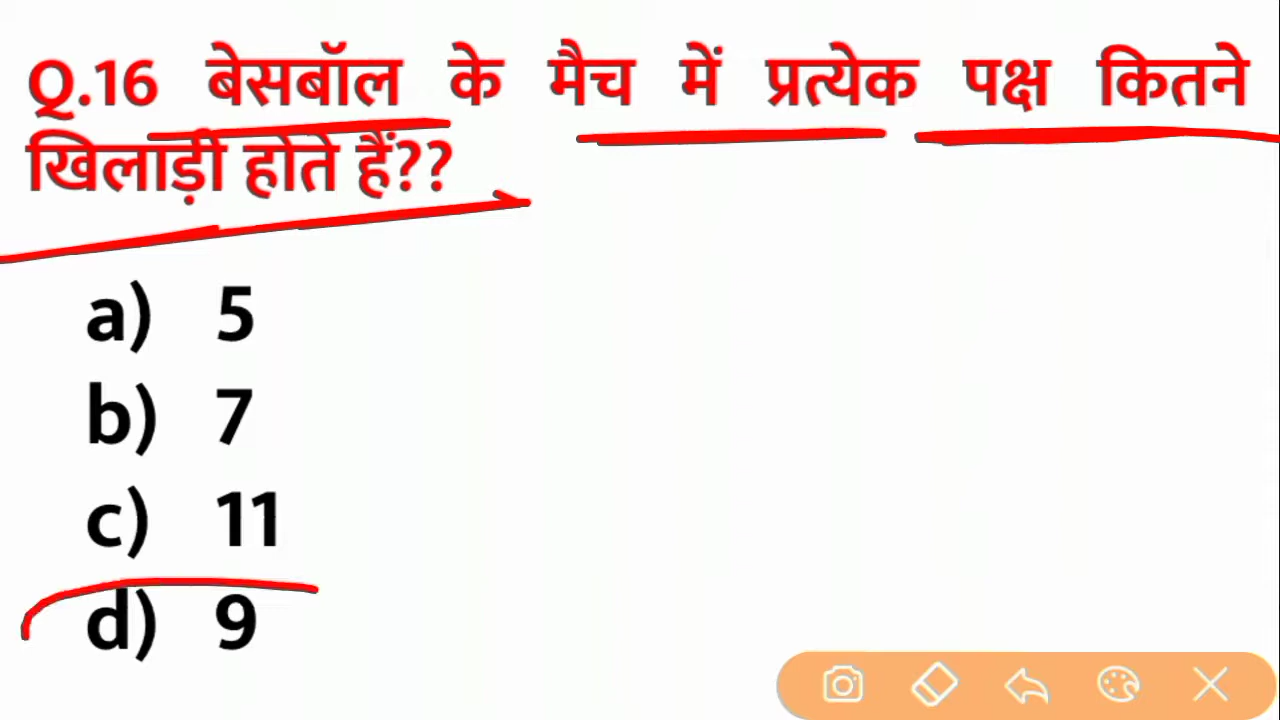 Q.16 बेसबॉल के मैच में प्रत्येक पक्ष कितने
खिलाड़ी होते हैं??
a) 5
b) 7
c) 11
d) 9